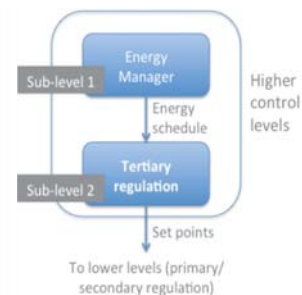 Energy
Manager
Sub-level 1
Higher
control
levels
Energy
schedule
Tertiary
regulation
Sub-level 2
Set points
To lower levels (primary/
secondary regulation)